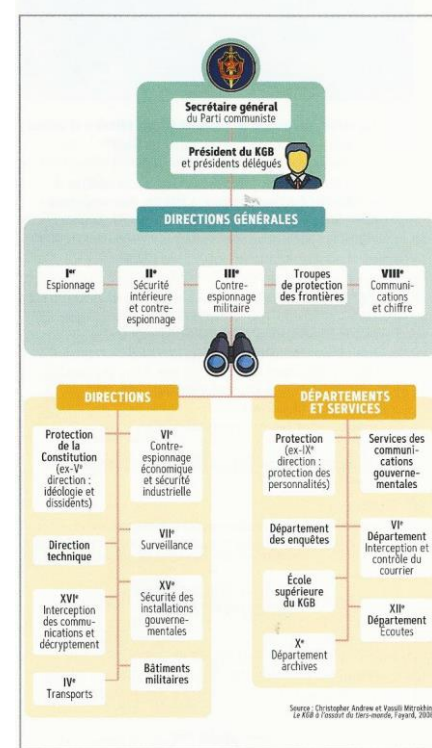 Secrétaire général
du Parti communiste
Président du KGB
et présidents délégués
DIRECTIONS GÉNÉRALES
Ier
Espionnage
IIe
Sécurité
intérieure
et contre-
espionnage
IIIe
Contre-
espionnage
militaire
Troupes
de protection
des frontières
VIIIe
Communi-
cations
et chiffre
DIRECTIONS
Protection
de la
Constitution
(ex-Ve
direction :
idéologie et
dissidents)
VIe
Contre-
espionnage
économique
et sécurité
industrielle
Direction
technique
VIIe
Surveillance
XVIe
Interception
des commu-
nications et
décryptement
XVe
Sécurité des
installations
gouverne-
mentales
IVe
Transports
Bâtiments
militaires
DÉPARTEMENTS
ET SERVICES
Protection
(ex-IXe
direction :
protection des
personnalités)
Services des
commu-
nications
gouverne-
mentales
Département
des enquêtes
VIe
Département
Interception et
contrôle du
courrier
École
supérieure
du KGB
XIIe
Département
Écoutes
Xe
Département
archives
Source : Christopher Andrew et Vassili Mitrokhin
Le KGB à l'assaut du tiers-monde, Fayard, 2008